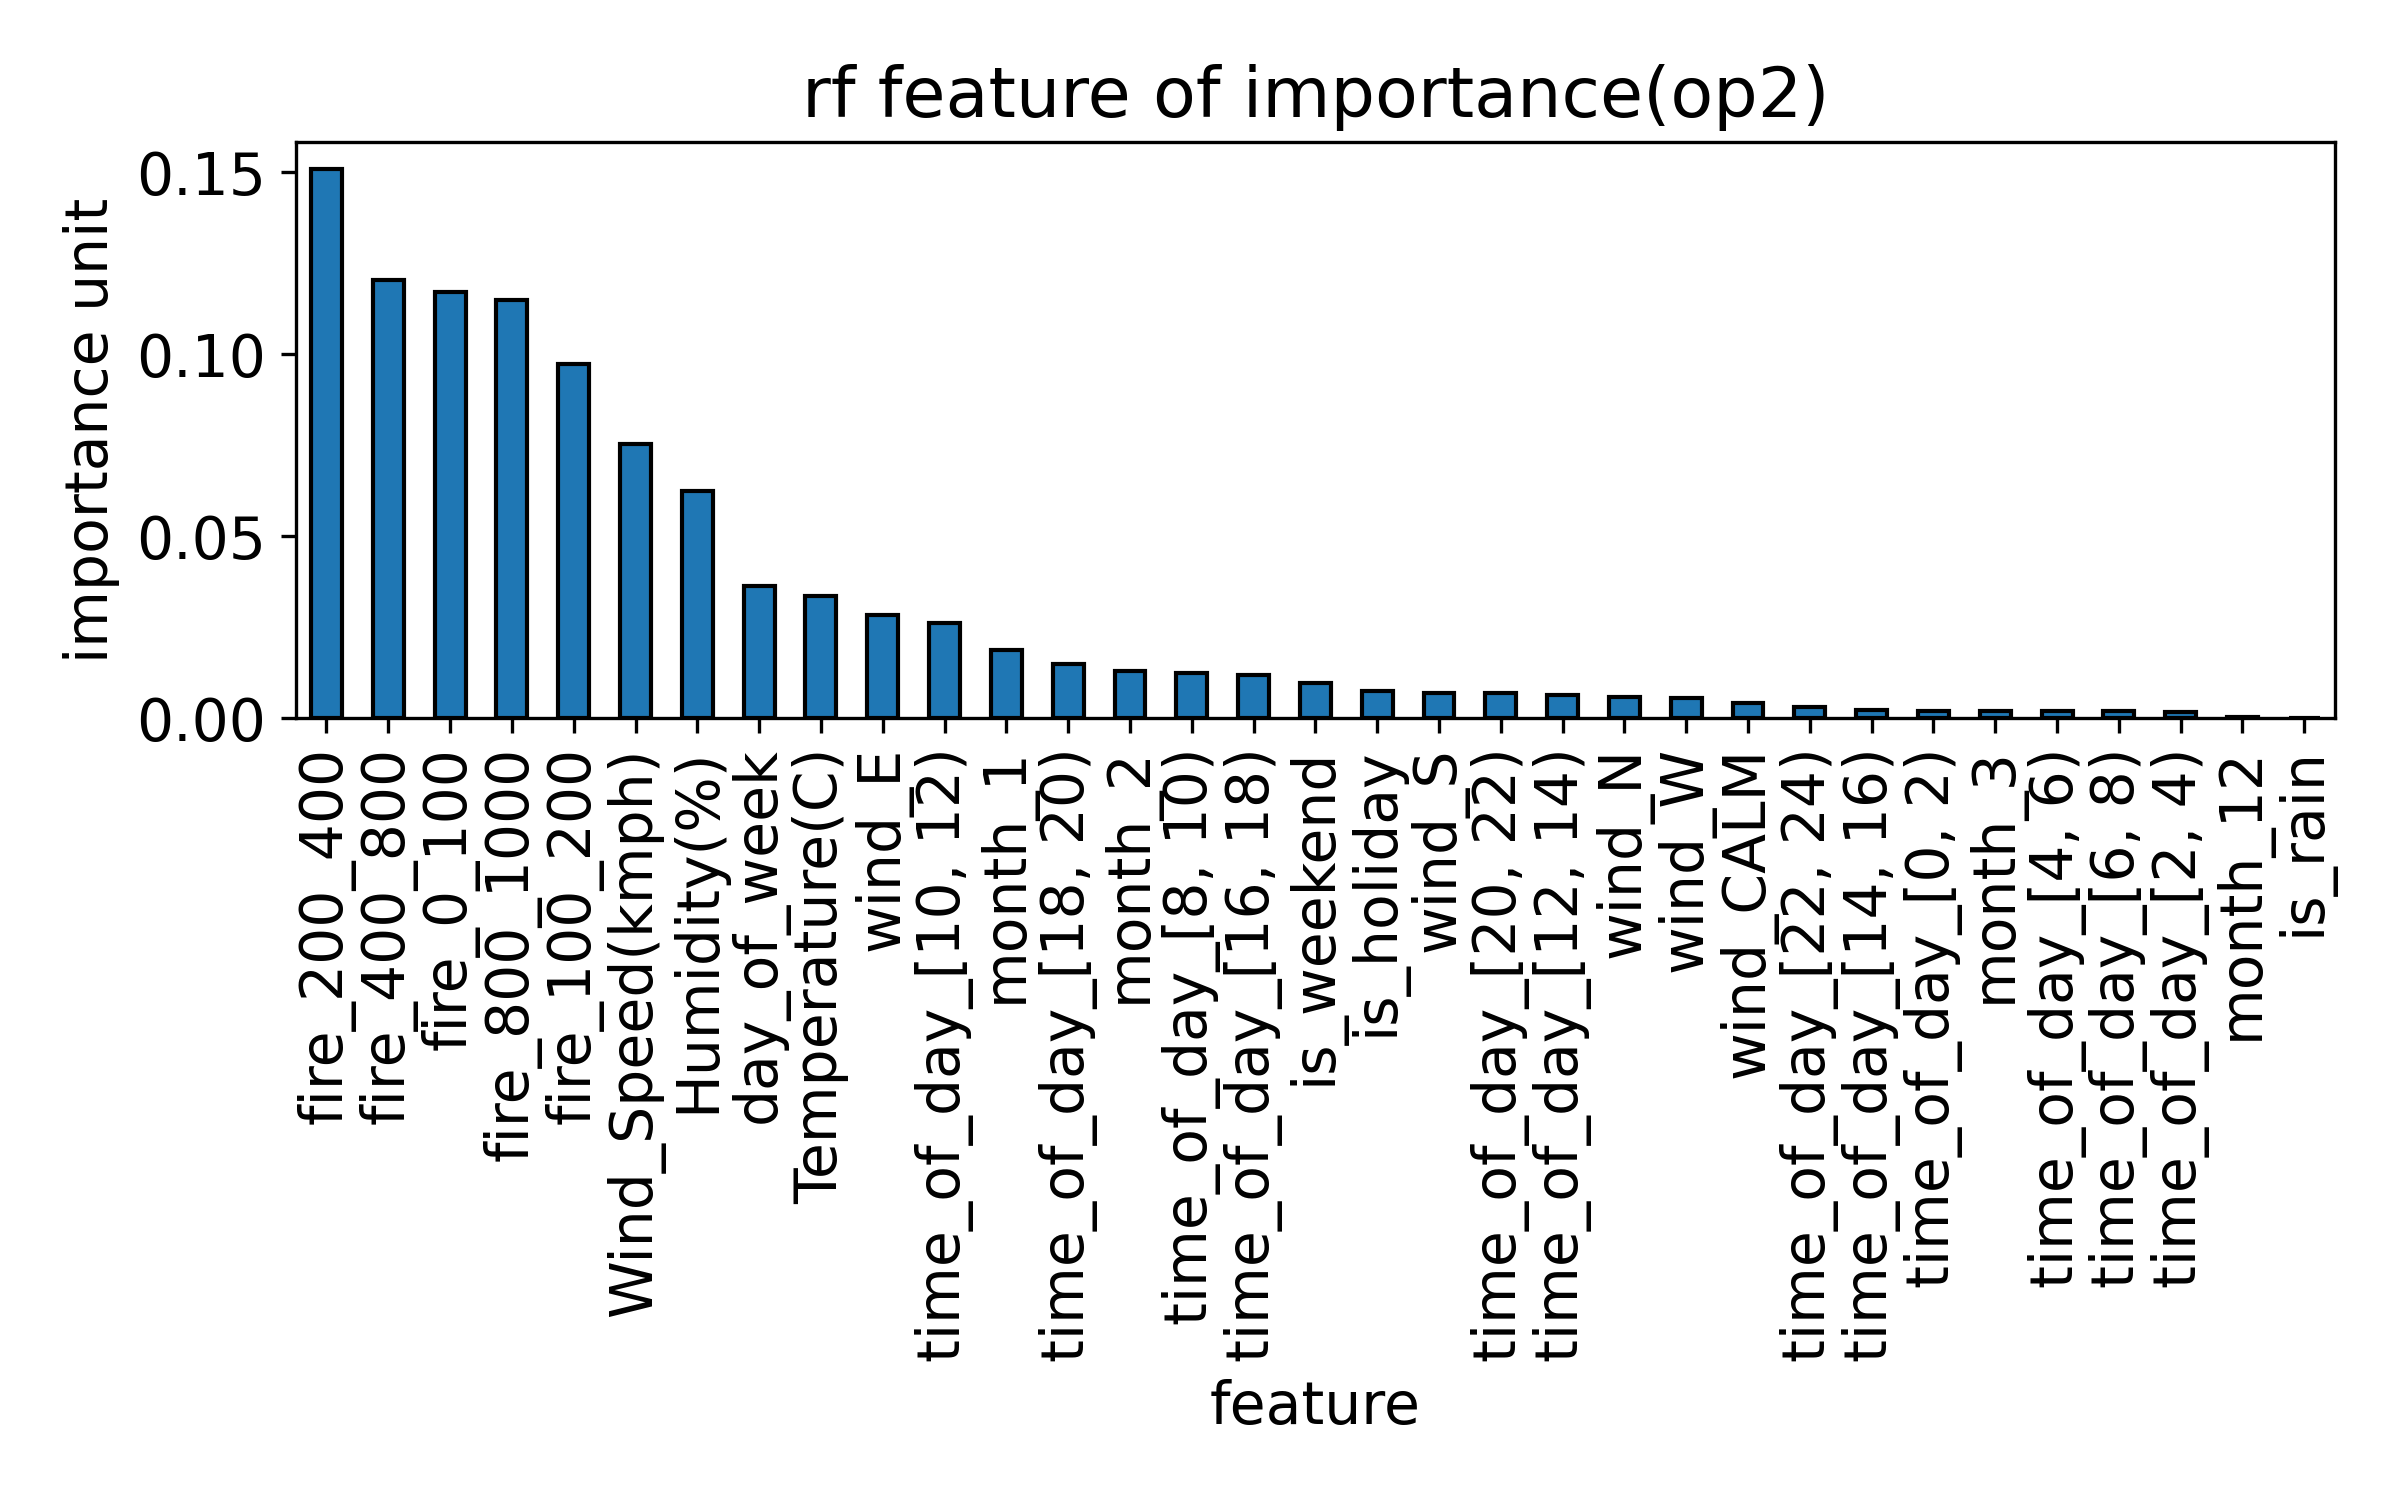 rf feature of importance(op2)
importance unit
0.15
0.10
0.05
0.00
fire_200_400
fire_400_800
fire_0_100
fire_800_1000
fire_100_200
Wind_Speed(kmph)
Humidity(%)
day_of_week
Temperature(C)
wind_E
time_of_day_[10, 12)
month_1
time_of_day_[18, 20)
month_2
time_of_day_[8, 10)
time_of_day_[16, 18)
is_weekend
is_holiday
wind_S
time_of_day_[20, 22)
time_of_day_[12, 14)
wind_N
wind_W
wind_CALM
time_of_day_[22, 24)
time_of_day_[14, 16)
time_of_day_[0, 2)
month_3
time_of_day_[4, 6)
time_of_day_[6, 8)
time_of_day_[2, 4)
month_12
is_rain
feature